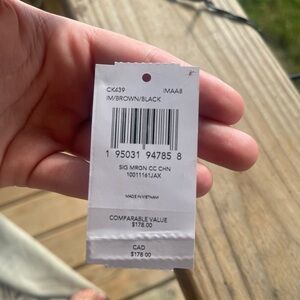 CK439 IMAA8
IM/BROWN/BLACK
1 95031 94785 8
SIG MRGN CC CHN
10011161JAX
MADE IN VIETNAM
COMPARABLE VALUE
$178.00
CAD
$178.00